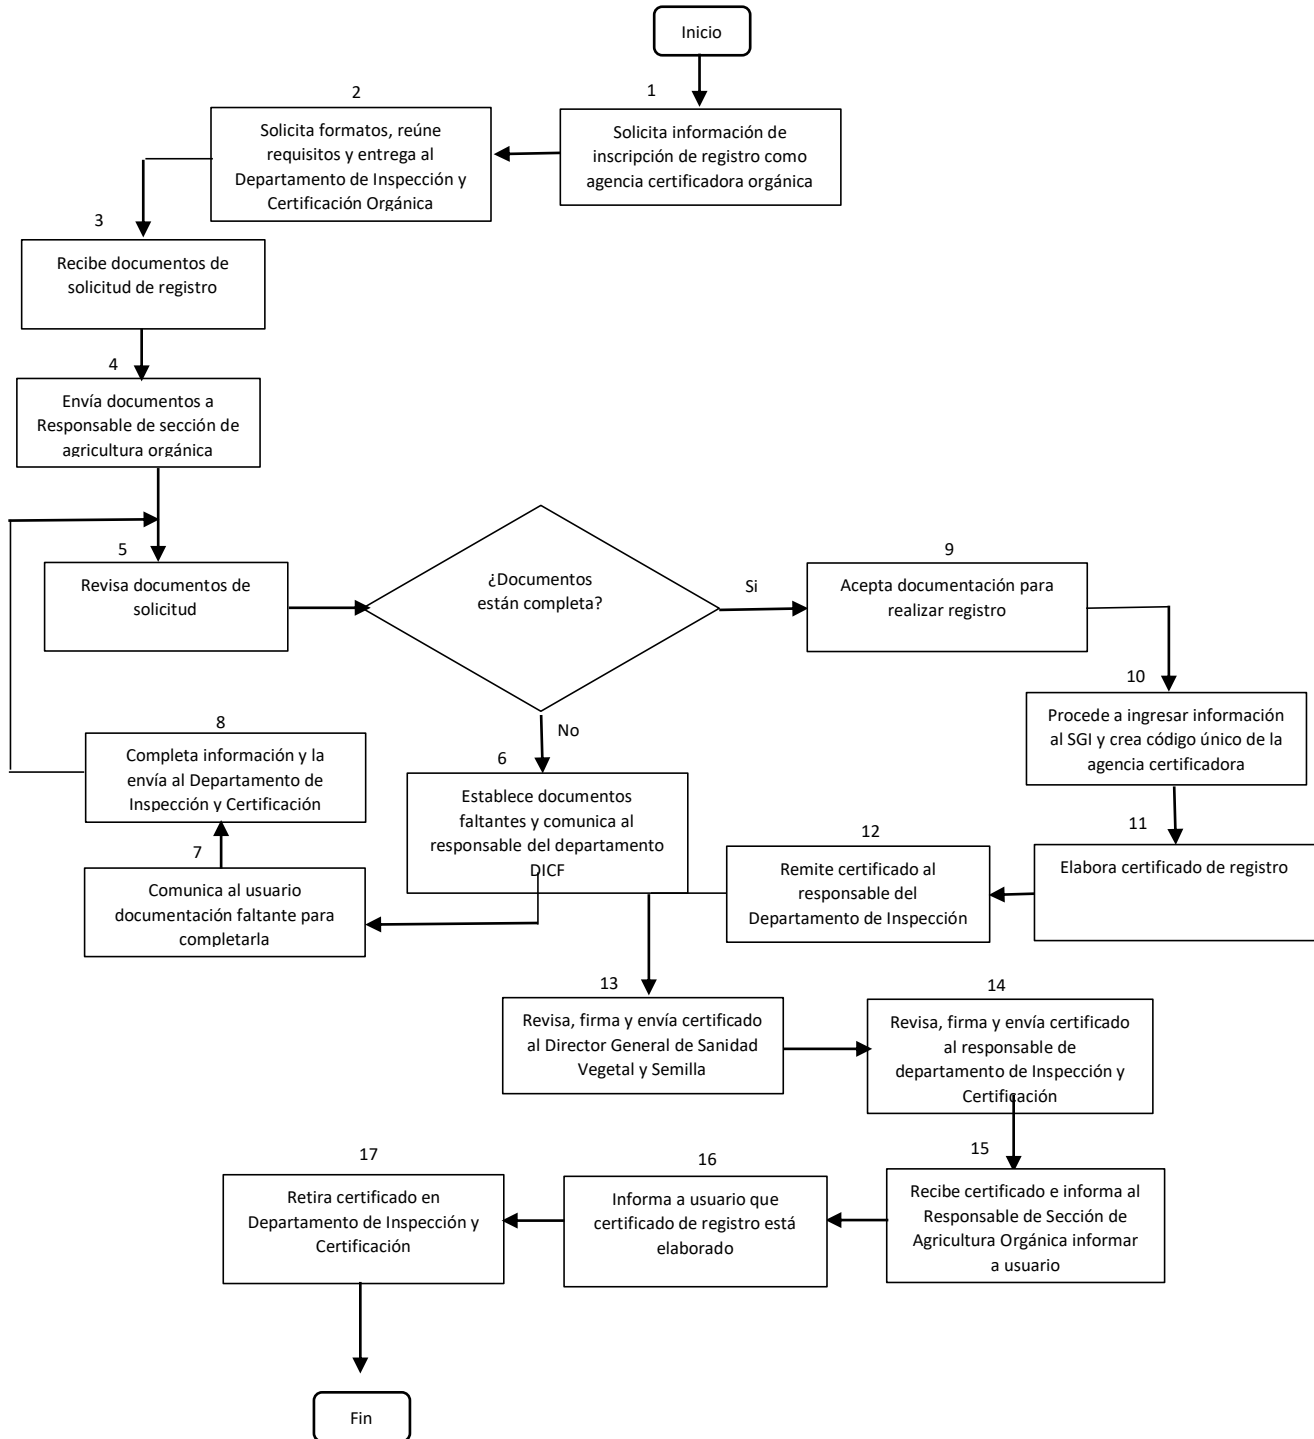 Inicio
1
Solicita información de
inscripción de registro como
agencia certificadora orgánica
2
Solicita formatos, reúne
requisitos y entrega al
Departamento de Inspección y
Certificación Orgánica
3
Recibe documentos de
solicitud de registro
4
Envía documentos a
Responsable de sección de
agricultura orgánica
5
Revisa documentos de
solicitud
¿Documentos
están completa?
Si
No
6
Establece documentos
faltantes y comunica al
responsable del departamento
DICF
7
Comunica al usuario
documentación faltante para
completarla
8
Completa información y la
envía al Departamento de
Inspección y Certificación
9
Acepta documentación para
realizar registro
10
Procede a ingresar información
al SGI y crea código único de la
agencia certificadora
11
Elabora certificado de registro
12
Remite certificado al
responsable del
Departamento de Inspección
13
Revisa, firma y envía certificado
al Director General de Sanidad
Vegetal y Semilla
14
Revisa, firma y envía certificado
al responsable de
departamento de Inspección y
Certificación
15
Recibe certificado e informa al
Responsable de Sección de
Agricultura Orgánica informar
a usuario
16
Informa a usuario que
certificado de registro está
elaborado
17
Retira certificado en
Departamento de Inspección y
Certificación
Fin